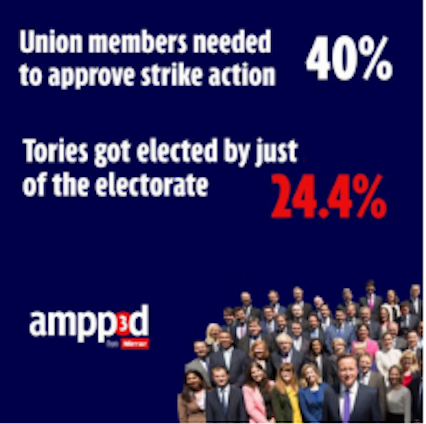 Union members needed
to approve strike action
40%
Tories got elected by just
of the electorate
24.4%
ampp3d
Mirror